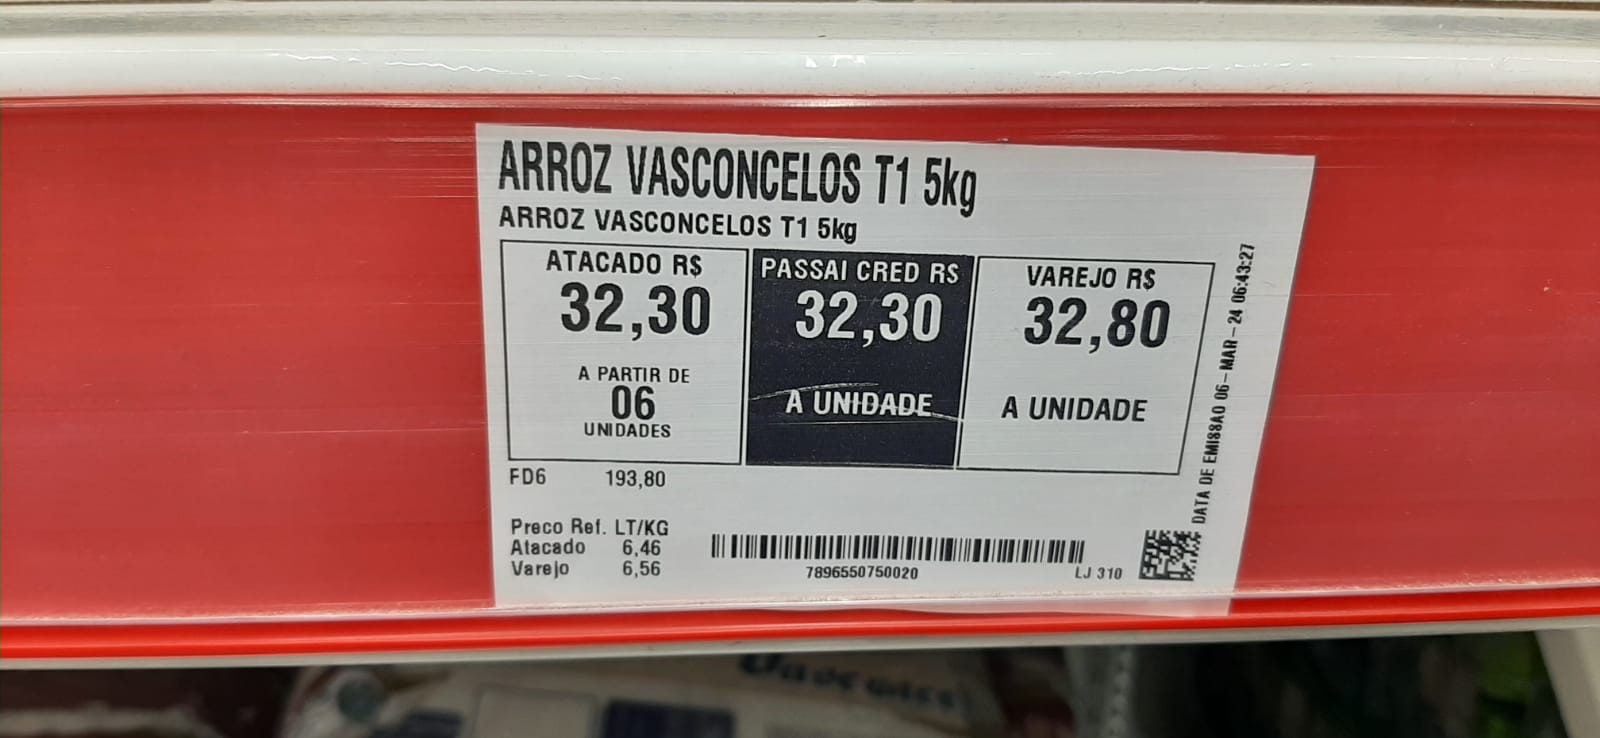 ARROZ VASCONCELOS T1 5kg
ARROZ VASCONCELOS T1 5kg
ATACADO R$
32,30
A PARTIR DE
06
UNIDADES
PASSAI CRED R$
32,30
A UNIDADE
VAREJO R$
32,80
A UNIDADE
FD6 193,80
Preco Ref. LT/KG
Atacado 6,46
Varejo 6,56
7896550750020
LJ 310
DATA DE EMISSAO 06-MAR-24 06:43:27